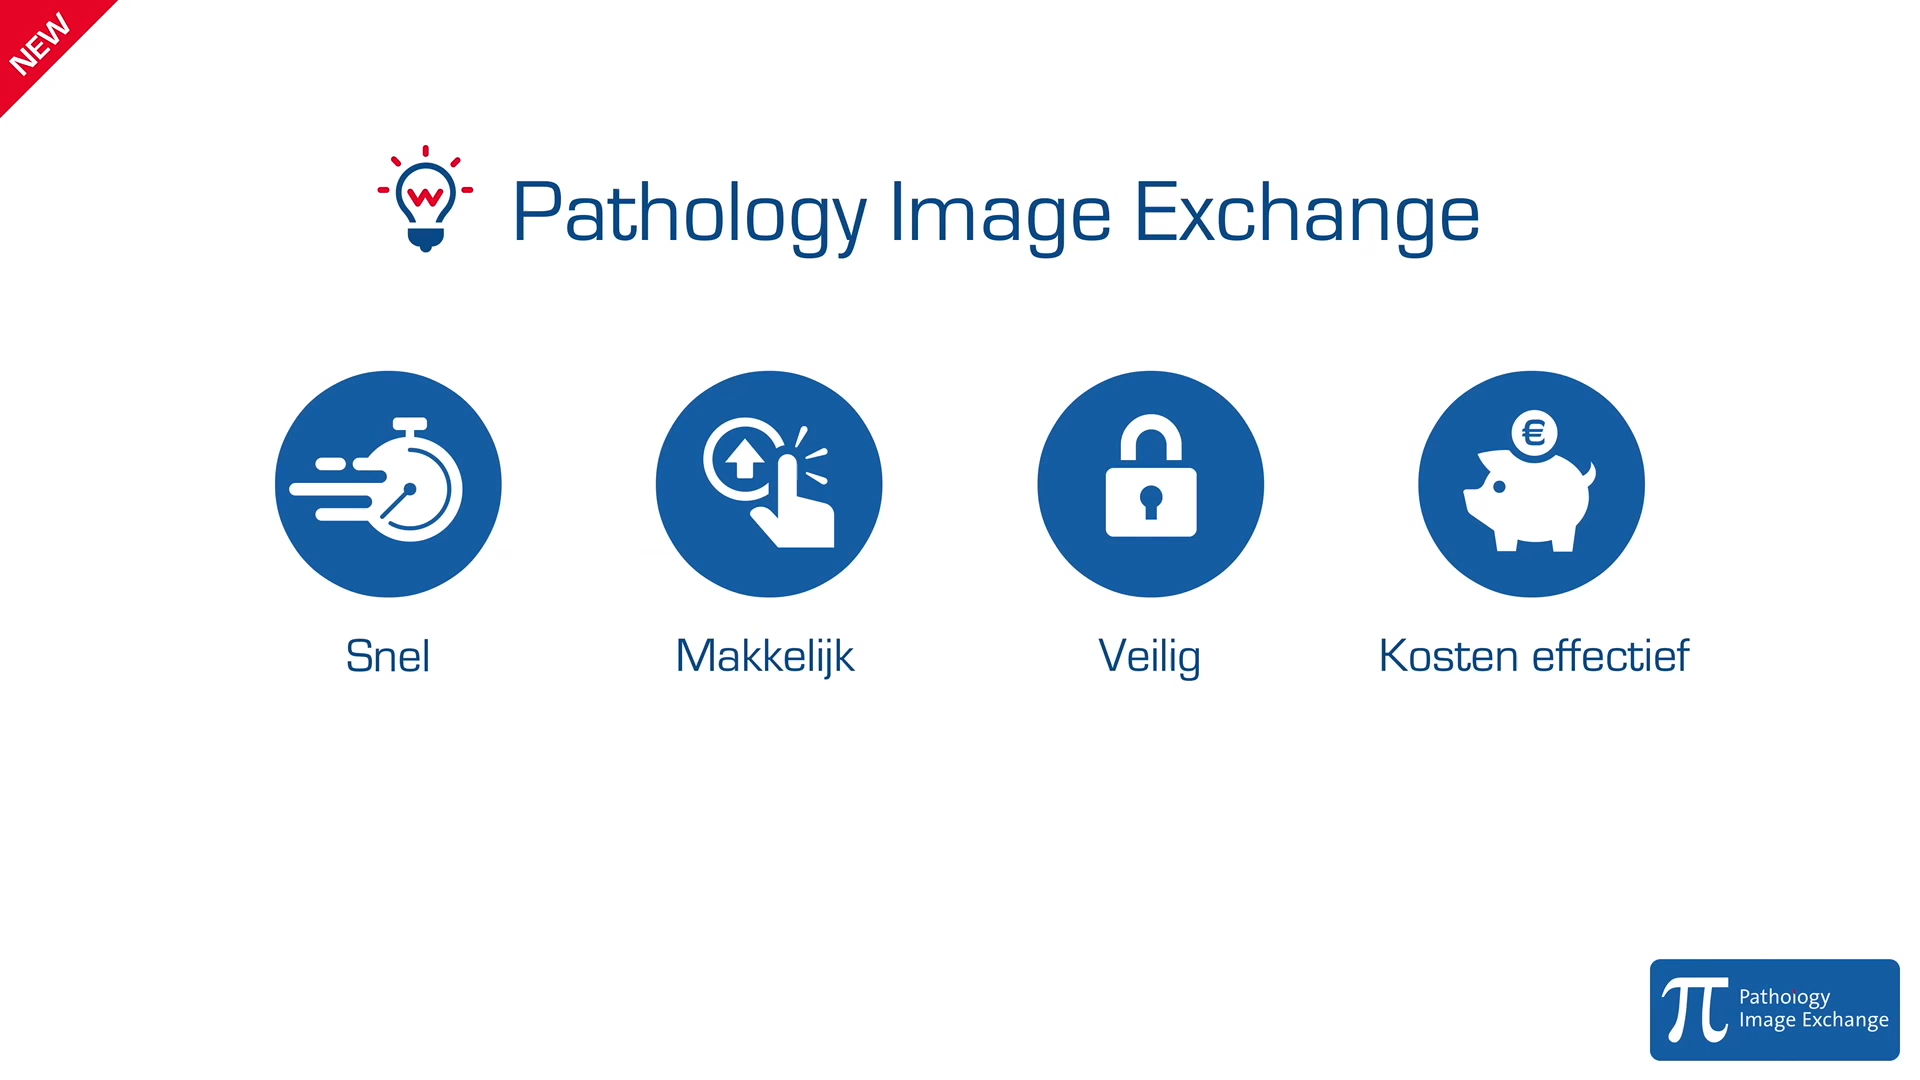 NEW
w
Pathology Image Exchange
€
Snel
Makkelijk
Veilig
Kosten effectief
π
Pathology
Image Exchange